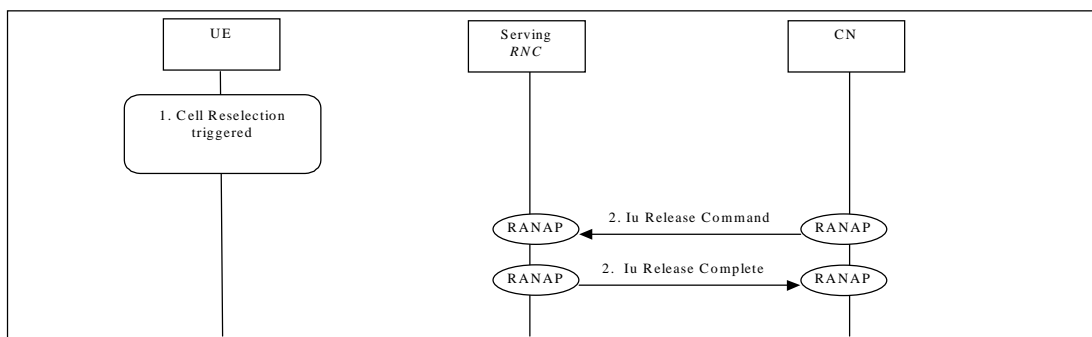 UE
Serving
RNC
CN
1. Cell Reselection
triggered
2. Iu Release Command
RANAP
RANAP
2. Iu Release Complete
RANAP
RANAP